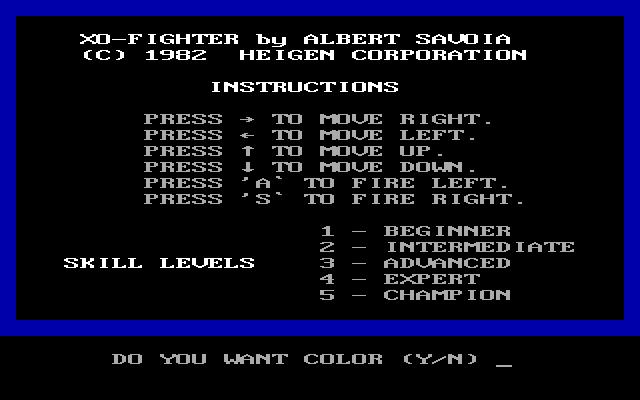 XO-FIGHTER by ALBERT SAVOIA
(C) 1982  HEIGEN CORPORATION
INSTRUCTIONS
PRESS → TO MOVE RIGHT.
PRESS ← TO MOVE LEFT.
PRESS ↑ TO MOVE UP.
PRESS ↓ TO MOVE DOWN.
PRESS 'A` TO FIRE LEFT.
PRESS 'S` TO FIRE RIGHT.
1 - BEGINNER
2 - INTERMEDIATE
SKILL LEVELS 3 - ADVANCED
4 - EXPERT
5 - CHAMPION
DO YOU WANT COLOR (Y/N) _